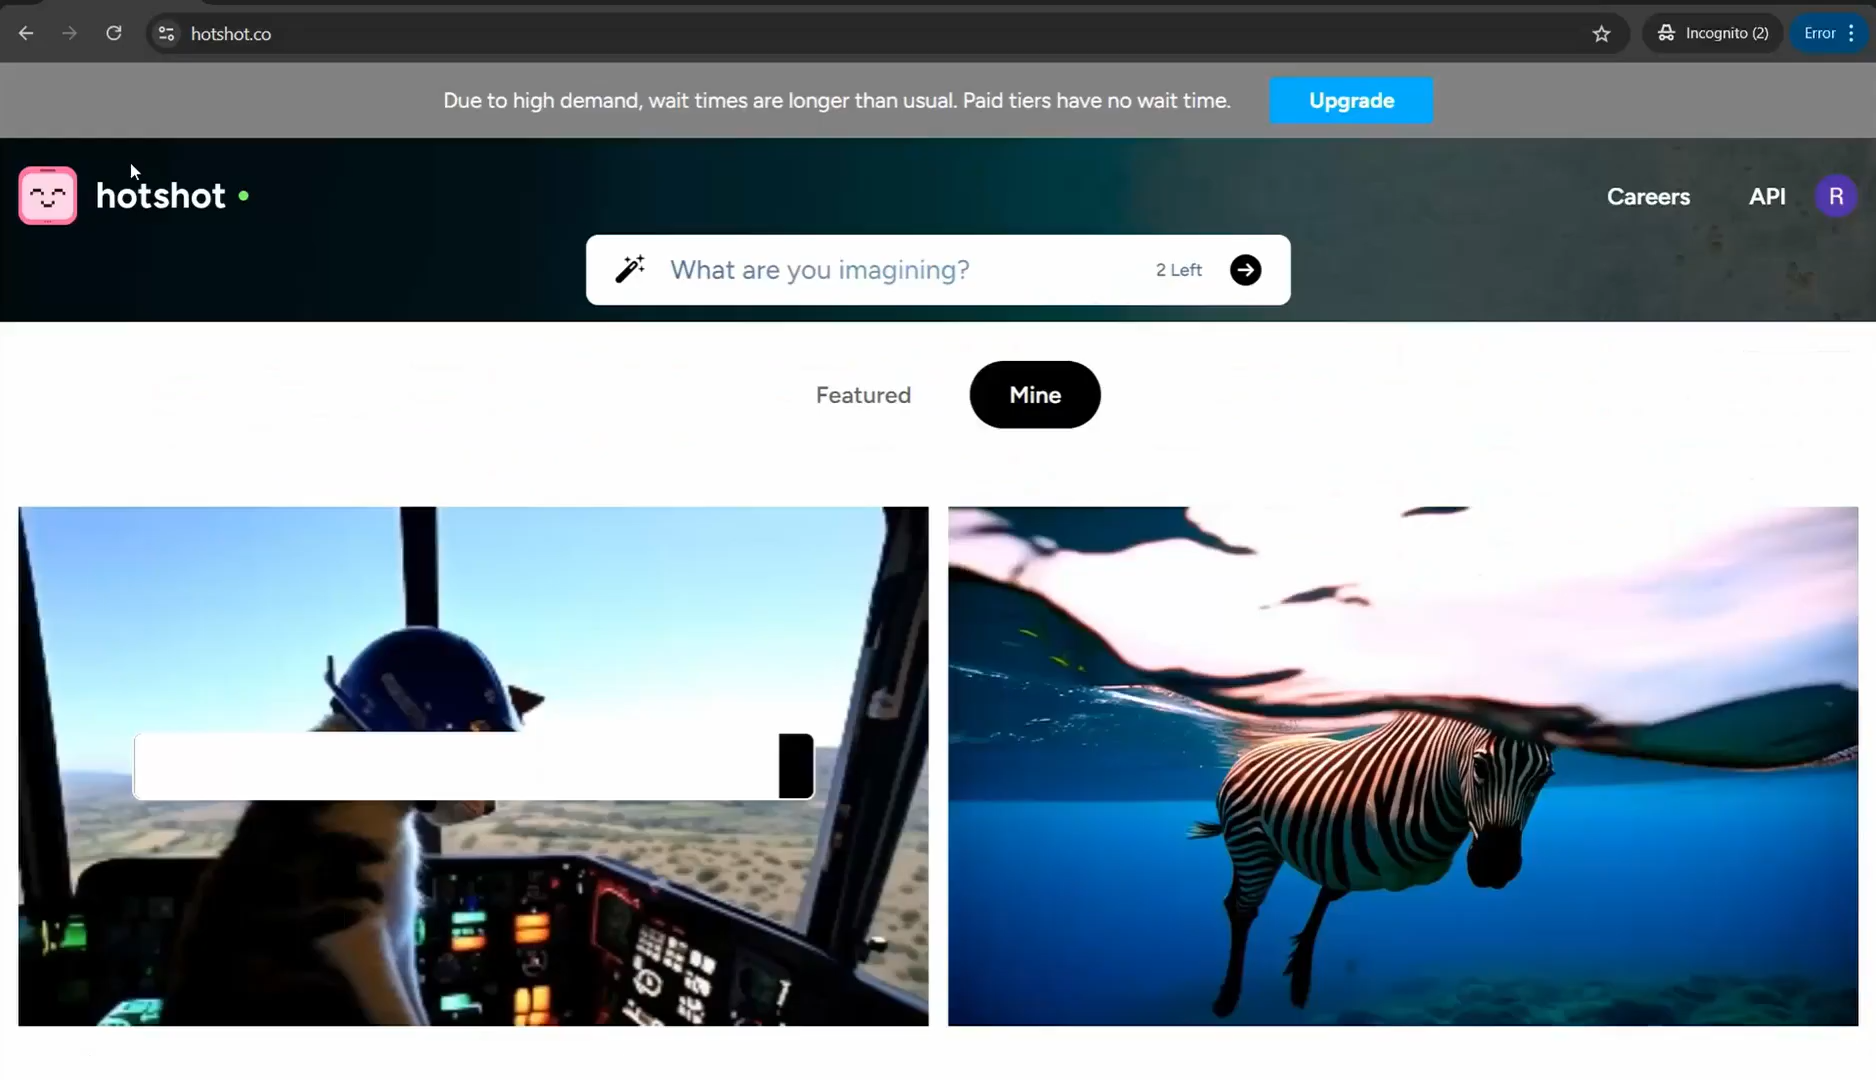 hotshot.co
Incognito (2)
Error
Due to high demand, wait times are longer than usual. Paid tiers have no wait time.
Upgrade
hotshot
Careers
API
R
What are you imagining?
2 Left
Featured
Mine